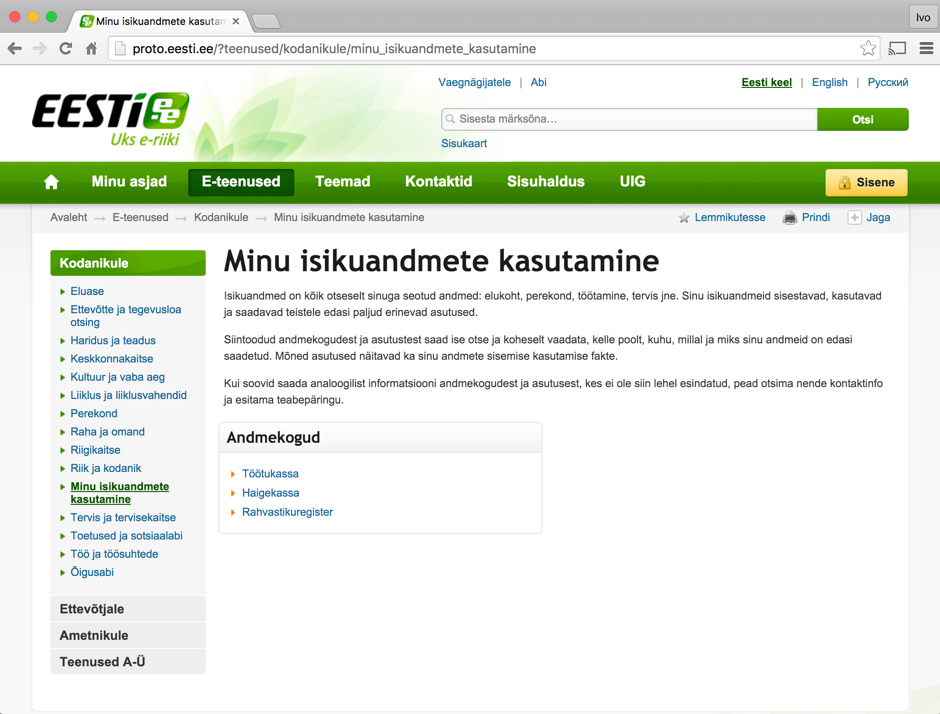 Minu isikuandmete kasutam
Ivo
proto.eesti.ee/?teenused/kodanikule/minu_isikuandmete_kasutamine
Vaegnägijatele | Abi
Eesti keel | English | Русский
EESTi.ee
Uks e-riiki
Sisesta märksõna...
Otsi
Sisukaart
Minu asjad
E-teenused
Teemad
Kontaktid
Sisuhaldus
UIG
Sisene
Avaleht → E-teenused → Kodanikule → Minu isikuandmete kasutamine
Lemmikutesse
Prindi
Jaga
Kodanikule
Eluase
Ettevõtte ja tegevusloa
otsing
Haridus ja teadus
Keskkonnakaitse
Kultuur ja vaba aeg
Liiklus ja liiklusvahendid
Perekond
Raha ja omand
Riigikaitse
Riik ja kodanik
Minu isikuandmete
kasutamine
Tervis ja tervisekaitse
Toetused ja sotsiaalabi
Töö ja töösuhted
Õigusabi
Ettevõtjale
Ametnikule
Teenused A-Ü
Minu isikuandmete kasutamine
Isikuandmed on kõik otseselt sinuga seotud andmed: elukoht, perekond, töötamine, tervis jne. Sinu isikuandmeid sisestavad, kasutavad
ja saadavad teistele edasi paljud erinevad asutused.
Siintoodud andmekogudest ja asutustest saad ise otse ja koheselt vaadata, kelle poolt, kuhu, millal ja miks sinu andmeid on edasi
saadetud. Mõned asutused näitavad ka sinu andmete sisemise kasutamise fakte.
Kui soovid saada analoogilist informatsiooni andmekogudest ja asutusest, kes ei ole siin lehel esindatud, pead otsima nende kontaktinfo
ja esitama teabepäringu.
Andmekogud
Töötukassa
Haigekassa
Rahvastikuregister